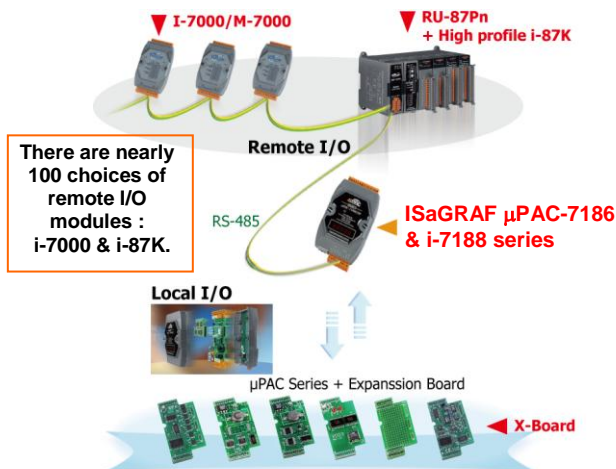 I-7000/M-7000
RU-87Pn
+ High profile i-87K
There are nearly
100 choices of
remote I/O
modules :
i-7000 & i-87K.
Remote I/O
RS-485
ISaGRAF µPAC-7186
& i-7188 series
Local I/O
µPAC Series + Expanssion Board
X-Board